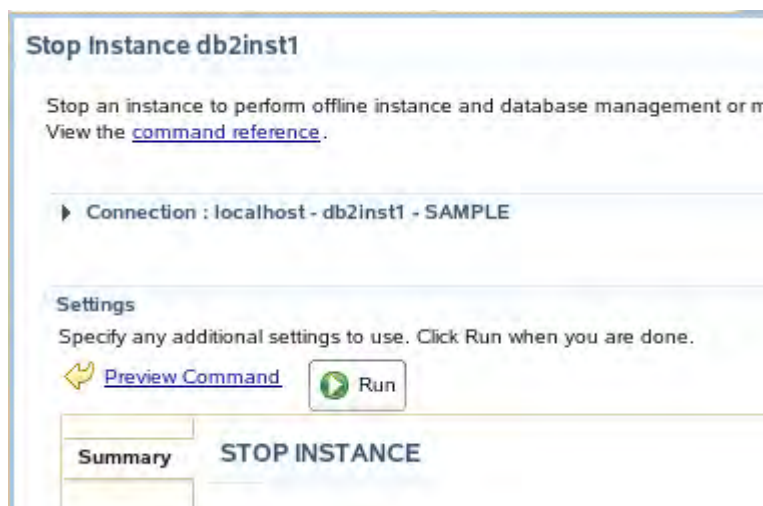 Stop Instance db2inst1
Stop an instance to perform offline instance and database management or
View the command reference.
Connection : localhost - db2inst1 - SAMPLE
Settings
Specify any additional settings to use. Click Run when you are done.
Preview Command Run
Summary STOP INSTANCE